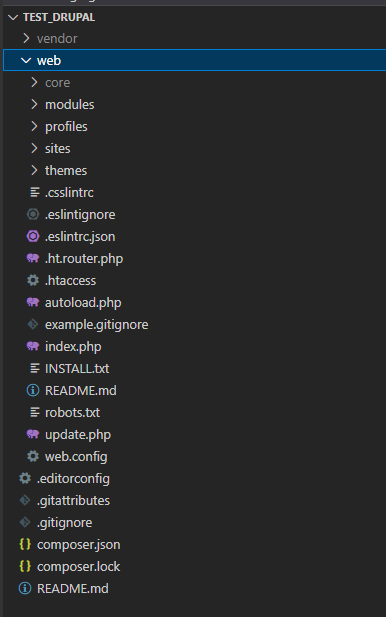 TEST_DRUPAL
vendor
web
core
modules
profiles
sites
themes
.csslintrc
.eslintignore
.eslintrc.json
.ht.router.php
.htaccess
autoload.php
example.gitignore
index.php
INSTALL.txt
README.md
robots.txt
update.php
web.config
.editorconfig
.gitattributes
.gitignore
composer.json
composer.lock
README.md